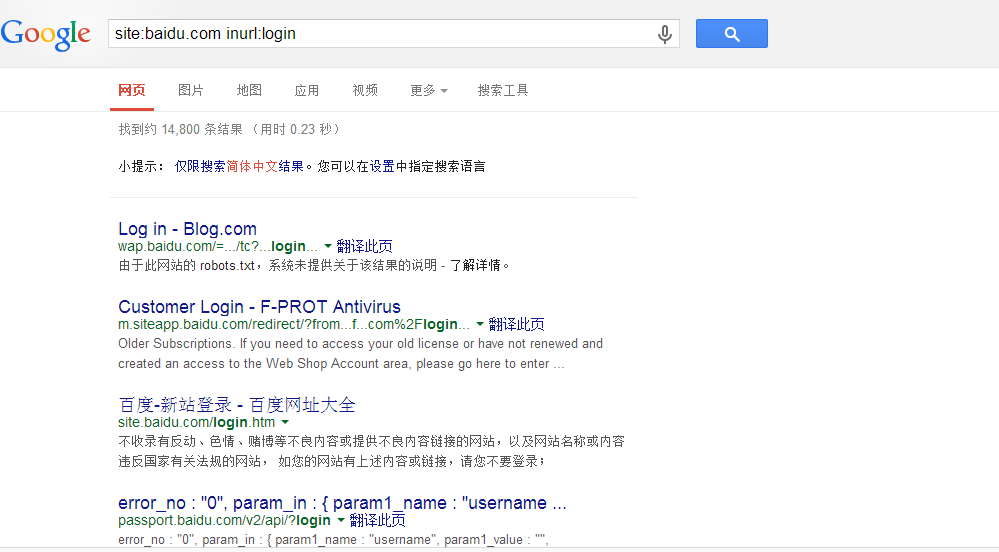 Google
site:baidu.com inurl:login
网页 图片 地图 应用 视频 更多 搜索工具
找到约 14,800 条结果 （用时 0.23 秒）
小提示： 仅限搜索简体中文结果。您可以在设置中指定搜索语言
Log in - Blog.com
wap.baidu.com/=.../tc?...login... 翻译此页
由于此网站的 robots.txt，系统未提供关于该结果的说明 - 了解详情。
Customer Login - F-PROT Antivirus
m.siteapp.baidu.com/redirect/?from...f...com%2Flogin... 翻译此页
Older Subscriptions. If you need to access your old license or have not renewed and
created an access to the Web Shop Account area, please go here to enter ...
百度-新站登录 - 百度网址大全
site.baidu.com/login.htm
不收录有反动、色情、赌博等不良内容或提供不良内容链接的网站，以及网站名称或内容
违反国家有关法规的网站， 如您的网站有上述内容或链接，请您不要登录；
error_no : "0", param_in : { param1_name : "username ...
passport.baidu.com/v2/api/?login 翻译此页
error_no : "0", param_in : { param1_name : "username", param1_value : "",